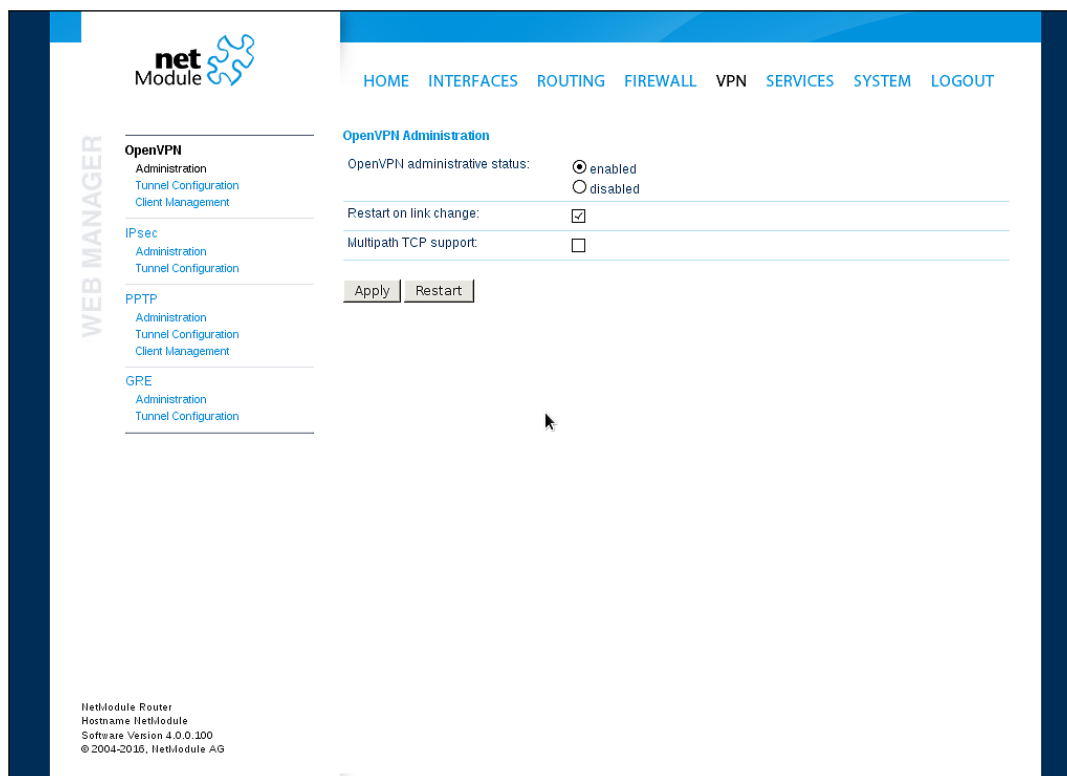 net
Module
HOME INTERFACES ROUTING FIREWALL VPN SERVICES SYSTEM LOGOUT
WEB MANAGER
OpenVPN
Administration
Tunnel Configuration
Client Management
IPsec
Administration
Tunnel Configuration
PPTP
Administration
Tunnel Configuration
Client Management
GRE
Administration
Tunnel Configuration
OpenVPN Administration
OpenVPN administrative status:
enabled
disabled
Restart on link change:
Multipath TCP support:
Apply Restart
NetModule Router
Hostname NetModule
Software Version 4.0.0.100
© 2004-2016, NetModule AG